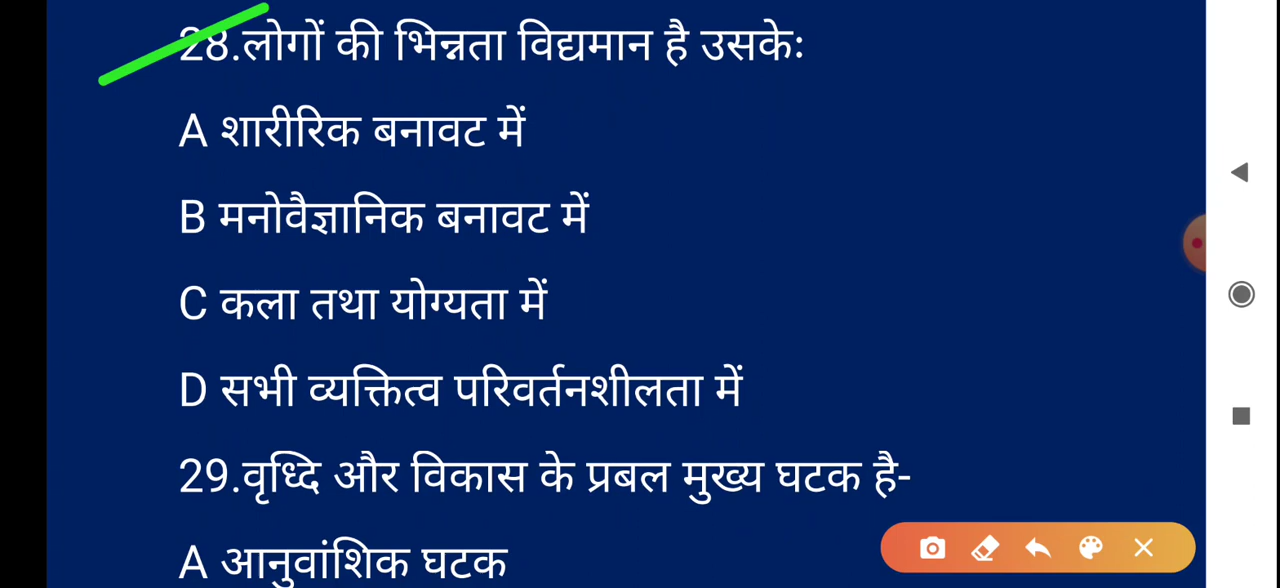 28.लोगों की भिन्नता विद्यमान है उसकेः
A शारीरिक बनावट में
B मनोवैज्ञानिक बनावट में
C कला तथा योग्यता में
D सभी व्यक्तित्व परिवर्तनशीलता में
29.वृध्दि और विकास के प्रबल मुख्य घटक है-
A आनुवांशिक घटक